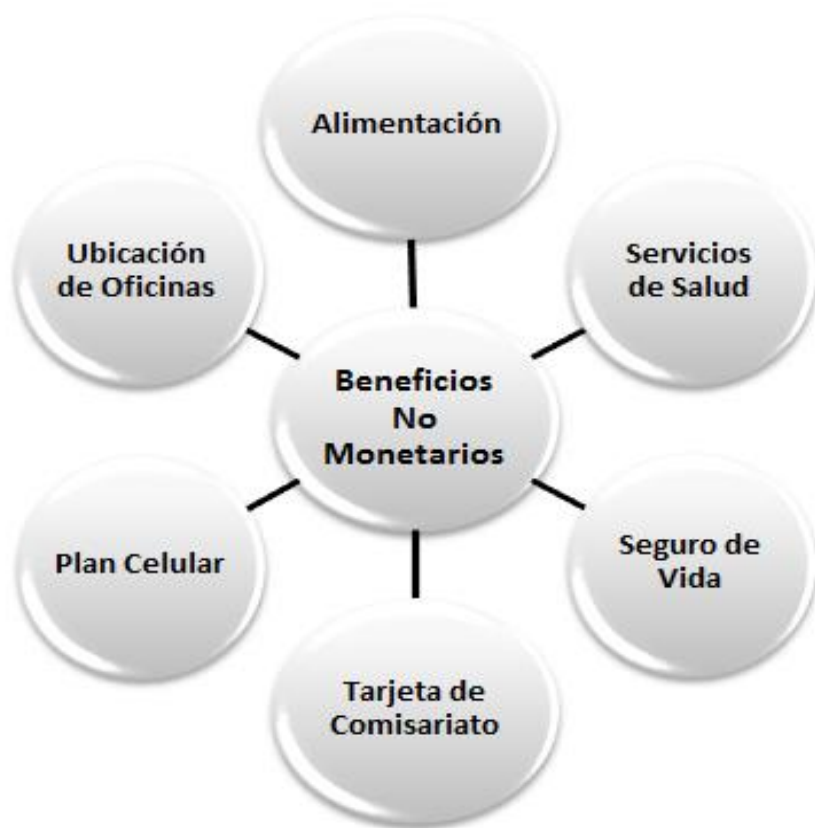 Alimentación
Ubicación
de Oficinas
Servicios
de Salud
Beneficios
No
Monetarios
Plan Celular
Seguro de
Vida
Tarjeta de
Comisariato